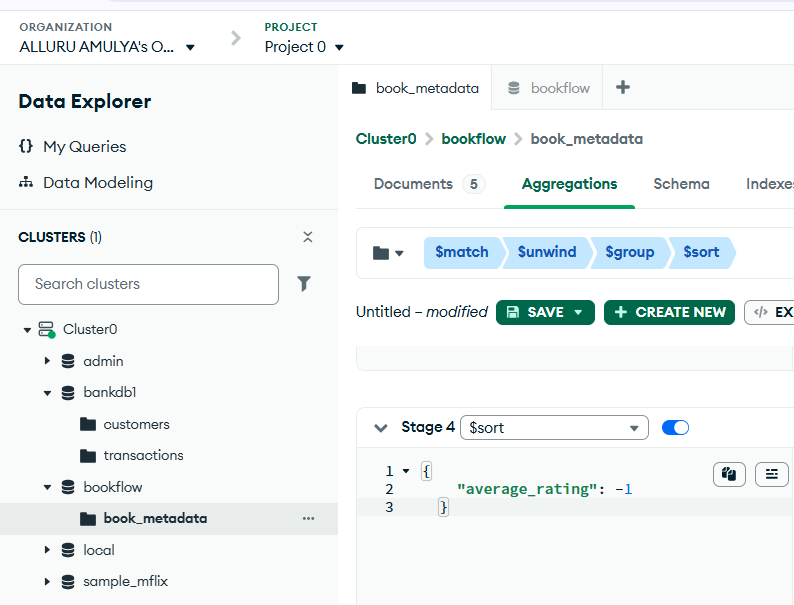 ORGANIZATION
ALLURU AMULYA's O...
PROJECT
Project 0
Data Explorer
My Queries
Data Modeling
CLUSTERS (1)
Search clusters
Cluster0
admin
bankdb1
customers
transactions
bookflow
book_metadata
local
sample_mflix
book_metadata
bookflow
Cluster0 bookflow book_metadata
Documents 5 Aggregations Schema Indexes
$match $unwind $group $sort
Untitled – modified SAVE CREATE NEW </> EX
Stage 4 $sort
1 {
2 "average_rating": -1
3 }